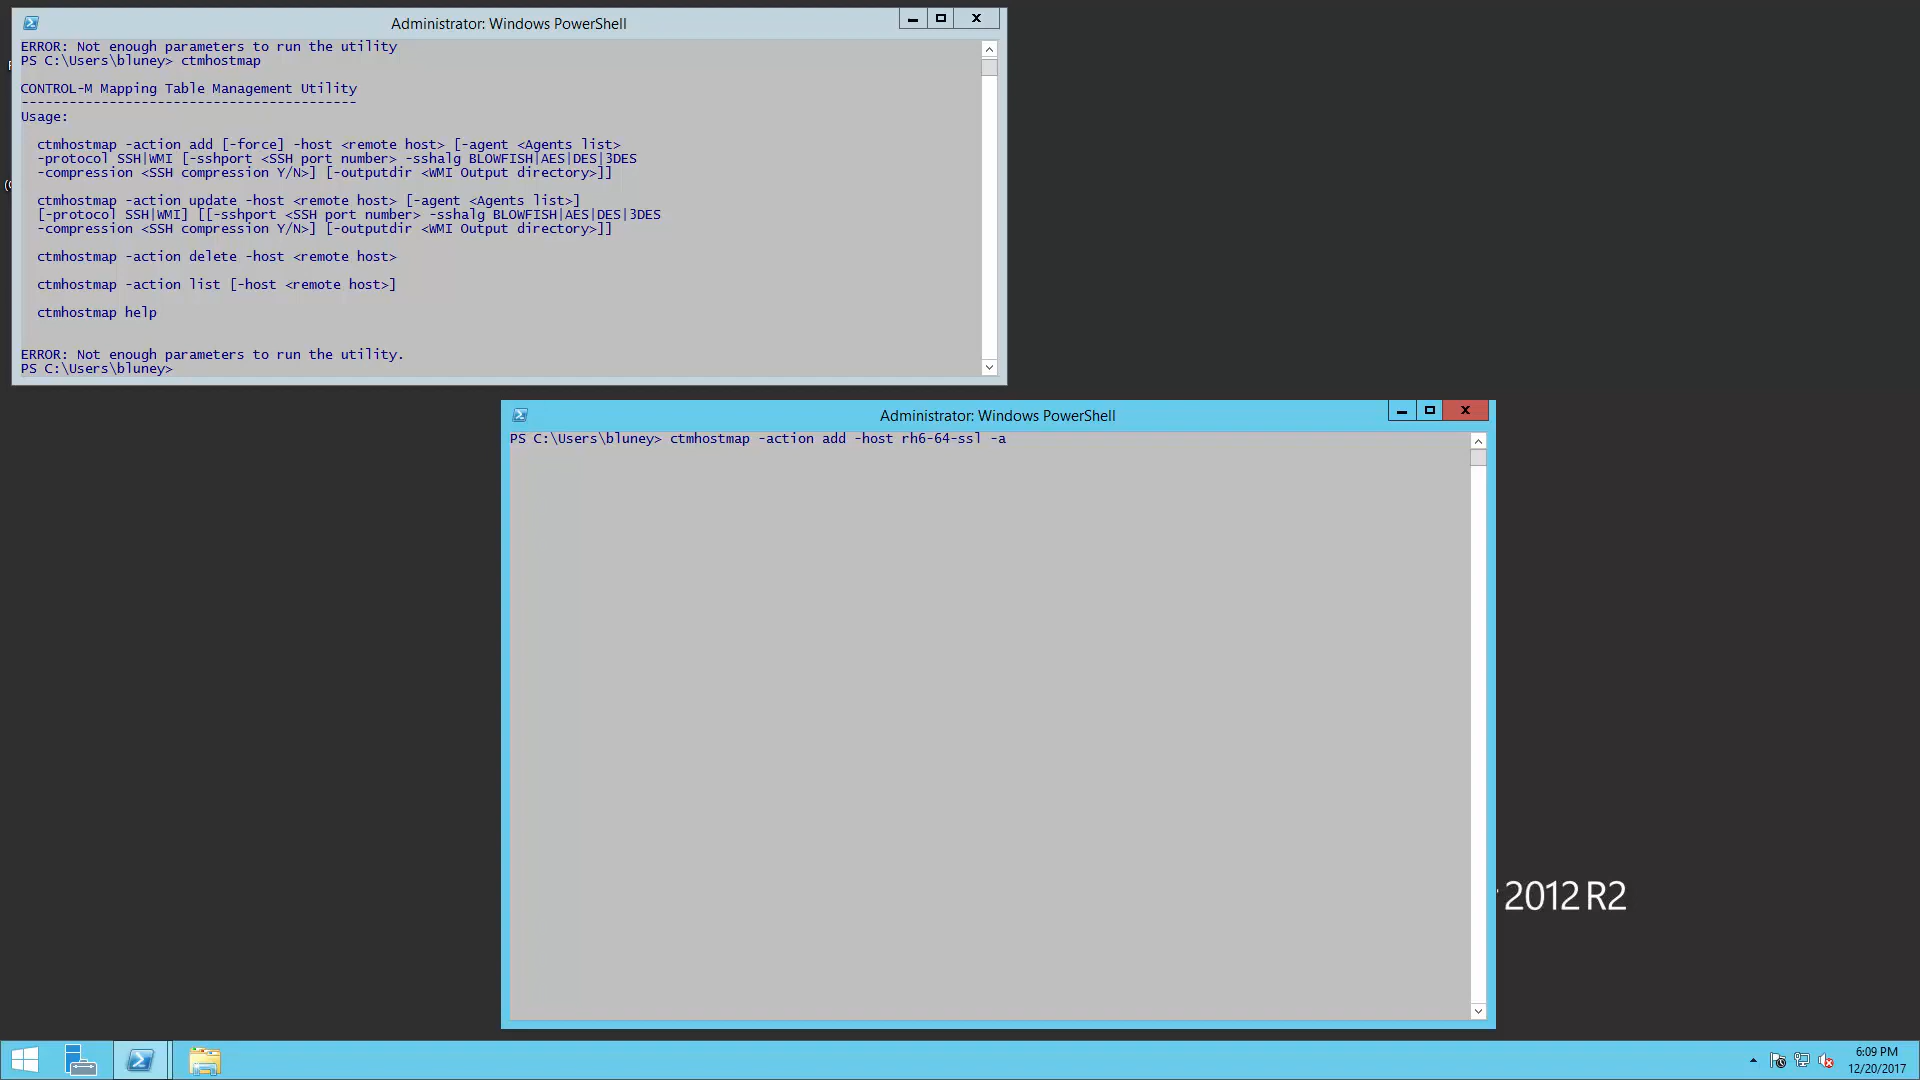 Administrator: Windows PowerShell
ERROR: Not enough parameters to run the utility
PS C:\Users\bluney> ctmhostmap
CONTROL-M Mapping Table Management Utility
------------------------------------------
Usage:
ctmhostmap -action add [-force] -host <remote host> [-agent <Agents list>
-protocol SSH|WMI [-sshport <SSH port number> -sshalg BLOWFISH|AES|DES|3DES
-compression <SSH compression Y/N>] [-outputdir <WMI Output directory>]]
ctmhostmap -action update -host <remote host> [-agent <Agents list>]
[-protocol SSH|WMI] [[-sshport <SSH port number> -sshalg BLOWFISH|AES|DES|3DES
-compression <SSH compression Y/N>] [-outputdir <WMI Output directory>]]
ctmhostmap -action delete -host <remote host>
ctmhostmap -action list [-host <remote host>]
ctmhostmap help
ERROR: Not enough parameters to run the utility.
PS C:\Users\bluney>
Administrator: Windows PowerShell
PS C:\Users\bluney> ctmhostmap -action add -host rh6-64-ssl -a
2012 R2
6:09 PM
12/20/2017